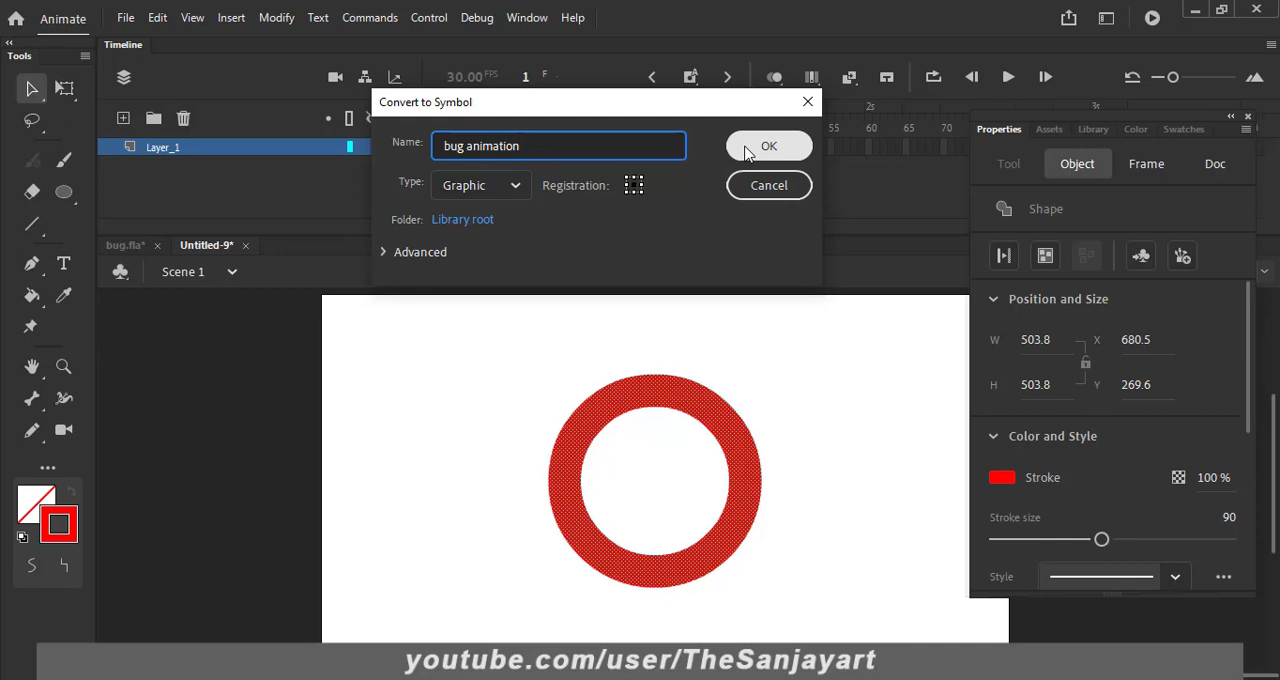 Animate File Edit View Insert Modify Text Commands Control Debug Window Help
Tools Timeline
30.00 FPS 1 F
2s 3s
Convert to Symbol
Name: bug animation OK
Type: Graphic Registration: Cancel
Folder: Library root
Advanced
Layer_1
55 60 65 70
bug.fla* Untitled-9*
Scene 1
Properties Assets Library Color Swatches
Tool Object Frame Doc
Shape
Position and Size
W 503.8 X 680.5
H 503.8 Y 269.6
Color and Style
Stroke 100 %
Stroke size 90
Style
youtube.com/user/TheSanjayart